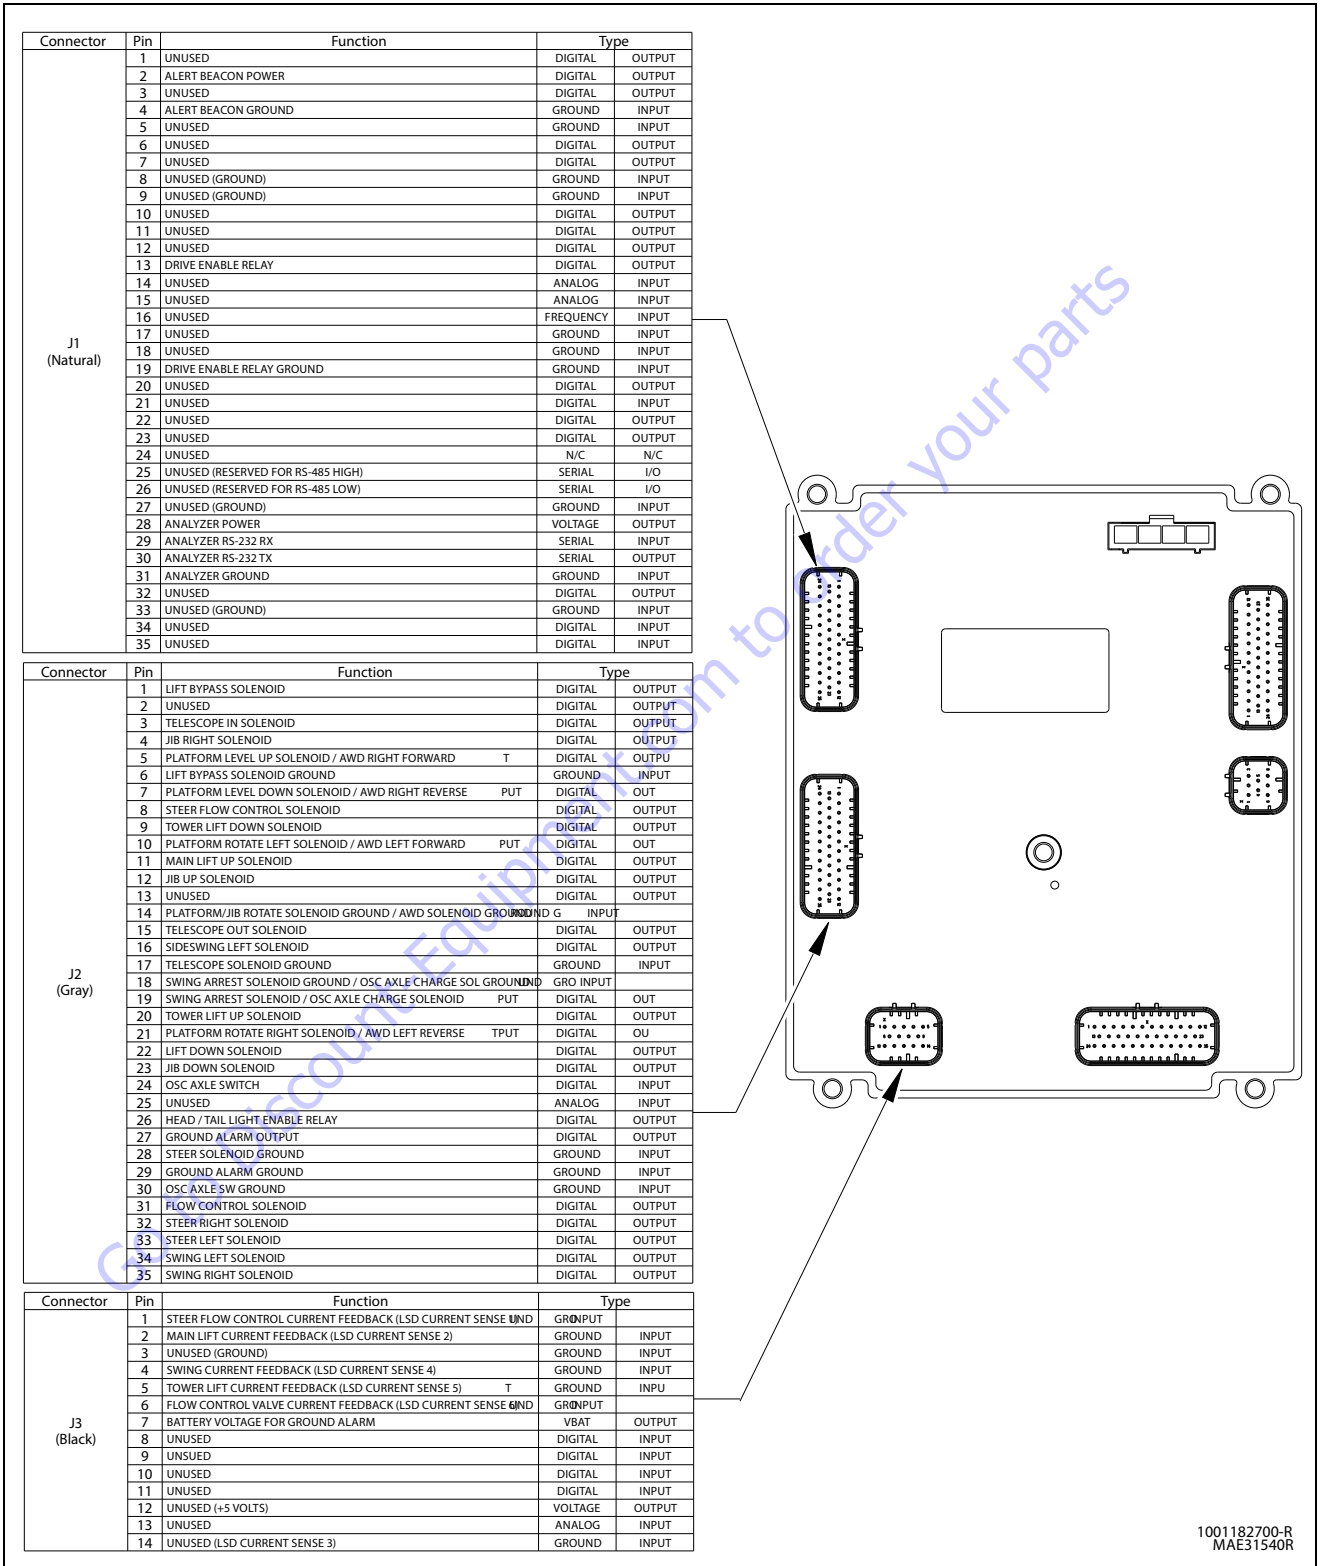 Connector Pin Function Type
1 UNUSED DIGITAL OUTPUT
2 ALERT BEACON POWER DIGITAL OUTPUT
3 UNUSED DIGITAL OUTPUT
4 ALERT BEACON GROUND GROUND INPUT
5 UNUSED GROUND INPUT
6 UNUSED DIGITAL OUTPUT
7 UNUSED DIGITAL OUTPUT
8 UNUSED (GROUND) GROUND INPUT
9 UNUSED (GROUND) GROUND INPUT
10 UNUSED DIGITAL OUTPUT
11 UNUSED DIGITAL OUTPUT
12 UNUSED DIGITAL OUTPUT
13 DRIVE ENABLE RELAY DIGITAL OUTPUT
14 UNUSED ANALOG INPUT
15 UNUSED ANALOG INPUT
16 UNUSED FREQUENCY INPUT
17 UNUSED GROUND INPUT
J1
(Natural)
18 UNUSED GROUND INPUT
19 DRIVE ENABLE RELAY GROUND GROUND INPUT
20 UNUSED DIGITAL OUTPUT
21 UNUSED DIGITAL INPUT
22 UNUSED DIGITAL OUTPUT
23 UNUSED DIGITAL OUTPUT
24 UNUSED N/C N/C
25 UNUSED (RESERVED FOR RS-485 HIGH) SERIAL I/O
26 UNUSED (RESERVED FOR RS-485 LOW) SERIAL I/O
27 UNUSED (GROUND) GROUND INPUT
28 ANALYZER POWER VOLTAGE OUTPUT
29 ANALYZER RS-232 RX SERIAL INPUT
30 ANALYZER RS-232 TX SERIAL OUTPUT
31 ANALYZER GROUND GROUND INPUT
32 UNUSED DIGITAL OUTPUT
33 UNUSED (GROUND) GROUND INPUT
34 UNUSED DIGITAL INPUT
35 UNUSED DIGITAL INPUT
Connector Pin Function Type
1 LIFT BYPASS SOLENOID DIGITAL OUTPUT
2 UNUSED DIGITAL OUTPUT
3 TELESCOPE IN SOLENOID DIGITAL OUTPUT
4 JIB RIGHT SOLENOID DIGITAL OUTPUT
5 PLATFORM LEVEL UP SOLENOID / AWD RIGHT FORWARD T DIGITAL OUTPU
6 LIFT BYPASS SOLENOID GROUND GROUND INPUT
7 PLATFORM LEVEL DOWN SOLENOID / AWD RIGHT REVERSE PUT DIGITAL OUT
8 STEER FLOW CONTROL SOLENOID DIGITAL OUTPUT
9 TOWER LIFT DOWN SOLENOID DIGITAL OUTPUT
10 PLATFORM ROTATE LEFT SOLENOID / AWD LEFT FORWARD PUT DIGITAL OUT
11 MAIN LIFT UP SOLENOID DIGITAL OUTPUT
12 JIB UP SOLENOID DIGITAL OUTPUT
13 UNUSED DIGITAL OUTPUT
14 PLATFORM/JIB ROTATE SOLENOID GROUND / AWD SOLENOID GROUND G INPUT
15 TELESCOPE OUT SOLENOID DIGITAL OUTPUT
16 SIDESWING LEFT SOLENOID DIGITAL OUTPUT
17 TELESCOPE SOLENOID GROUND GROUND INPUT
J2
(Gray)
18 SWING ARREST SOLENOID GROUND / OSC AXLE CHARGE SOL GROUND GRO INPUT
19 SWING ARREST SOLENOID / OSC AXLE CHARGE SOLENOID PUT DIGITAL OUT
20 TOWER LIFT UP SOLENOID DIGITAL OUTPUT
21 PLATFORM ROTATE RIGHT SOLENOID / AWD LEFT REVERSE TPUT DIGITAL OU
22 LIFT DOWN SOLENOID DIGITAL OUTPUT
23 JIB DOWN SOLENOID DIGITAL OUTPUT
24 OSC AXLE SWITCH DIGITAL INPUT
25 UNUSED ANALOG INPUT
26 HEAD / TAIL LIGHT ENABLE RELAY DIGITAL OUTPUT
27 GROUND ALARM OUTPUT DIGITAL OUTPUT
28 STEER SOLENOID GROUND GROUND INPUT
29 GROUND ALARM GROUND GROUND INPUT
30 OSC AXLE SW GROUND GROUND INPUT
31 FLOW CONTROL SOLENOID DIGITAL OUTPUT
32 STEER RIGHT SOLENOID DIGITAL OUTPUT
33 STEER LEFT SOLENOID DIGITAL OUTPUT
34 SWING LEFT SOLENOID DIGITAL OUTPUT
35 SWING RIGHT SOLENOID DIGITAL OUTPUT
Connector Pin Function Type
1 STEER FLOW CONTROL CURRENT FEEDBACK (LSD CURRENT SENSE 1)
2 MAIN LIFT CURRENT FEEDBACK (LSD CURRENT SENSE 2) GROUND INPUT
3 UNUSED (GROUND) GROUND INPUT
4 SWING CURRENT FEEDBACK (LSD CURRENT SENSE 4) GROUND INPUT
5 TOWER LIFT CURRENT FEEDBACK (LSD CURRENT SENSE 5) T GROUND INPU
6 FLOW CONTROL VALVE CURRENT FEEDBACK (LSD CURRENT SENSE 6)
7 BATTERY VOLTAGE FOR GROUND ALARM VBAT OUTPUT
J3
(Black)
8 UNUSED DIGITAL INPUT
9 UNSUED DIGITAL INPUT
10 UNUSED DIGITAL INPUT
11 UNUSED DIGITAL INPUT
12 UNUSED (+5 VOLTS) VOLTAGE OUTPUT
13 UNUSED ANALOG INPUT
14 UNUSED (LSD CURRENT SENSE 3) GROUND INPUT
Go to Discount-Equipment.com to order your parts
1001182700-R
MAE31540R